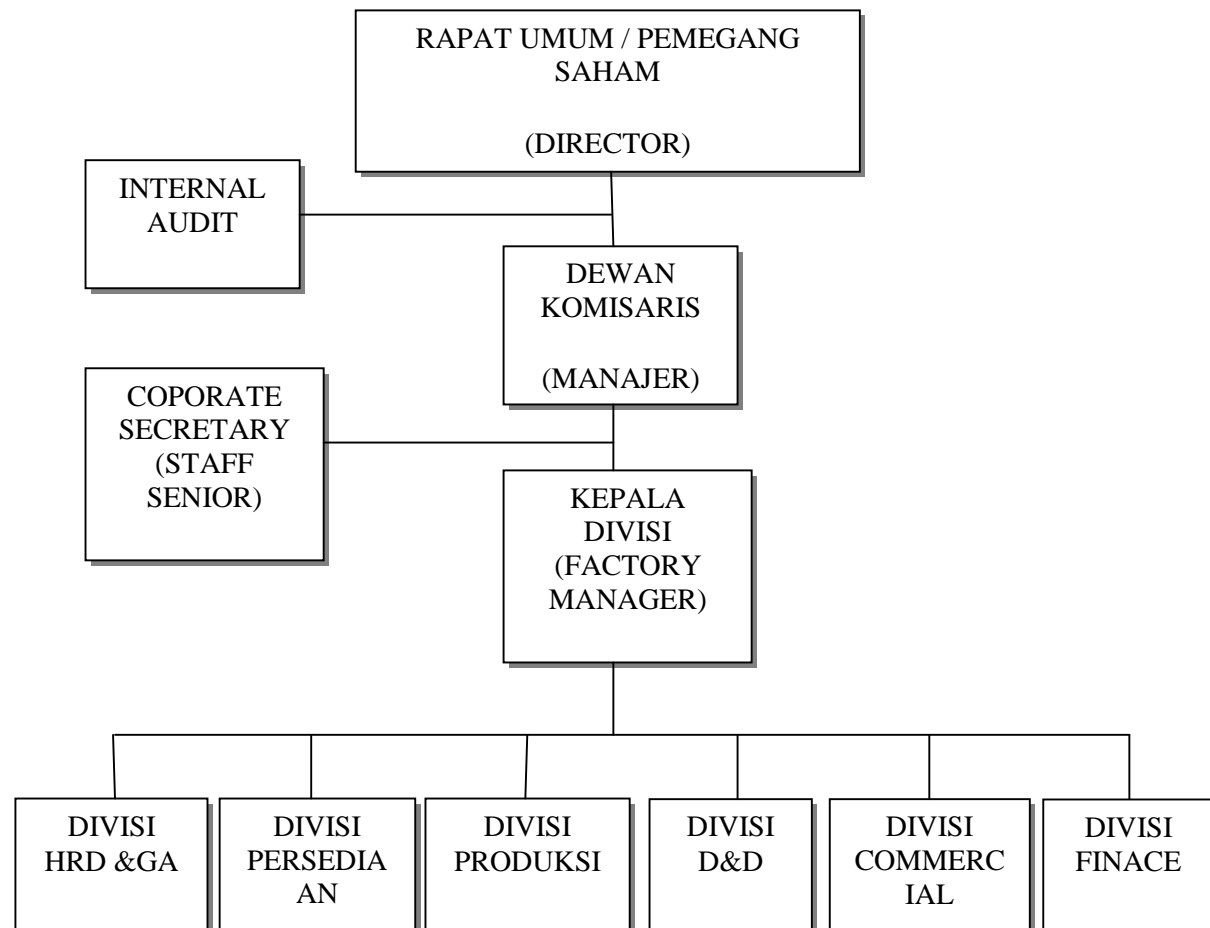 RAPAT UMUM / PEMEGANG
SAHAM
(DIRECTOR)
INTERNAL
AUDIT
DEWAN
KOMISARIS
(MANAJER)
COPORATE
SECRETARY
(STAFF
SENIOR)
KEPALA
DIVISI
(FACTORY
MANAGER)
DIVISI
HRD &GA
DIVISI
PERSEDIA
AN
DIVISI
PRODUKSI
DIVISI
D&D
DIVISI
COMMERC
IAL
DIVISI
FINACE